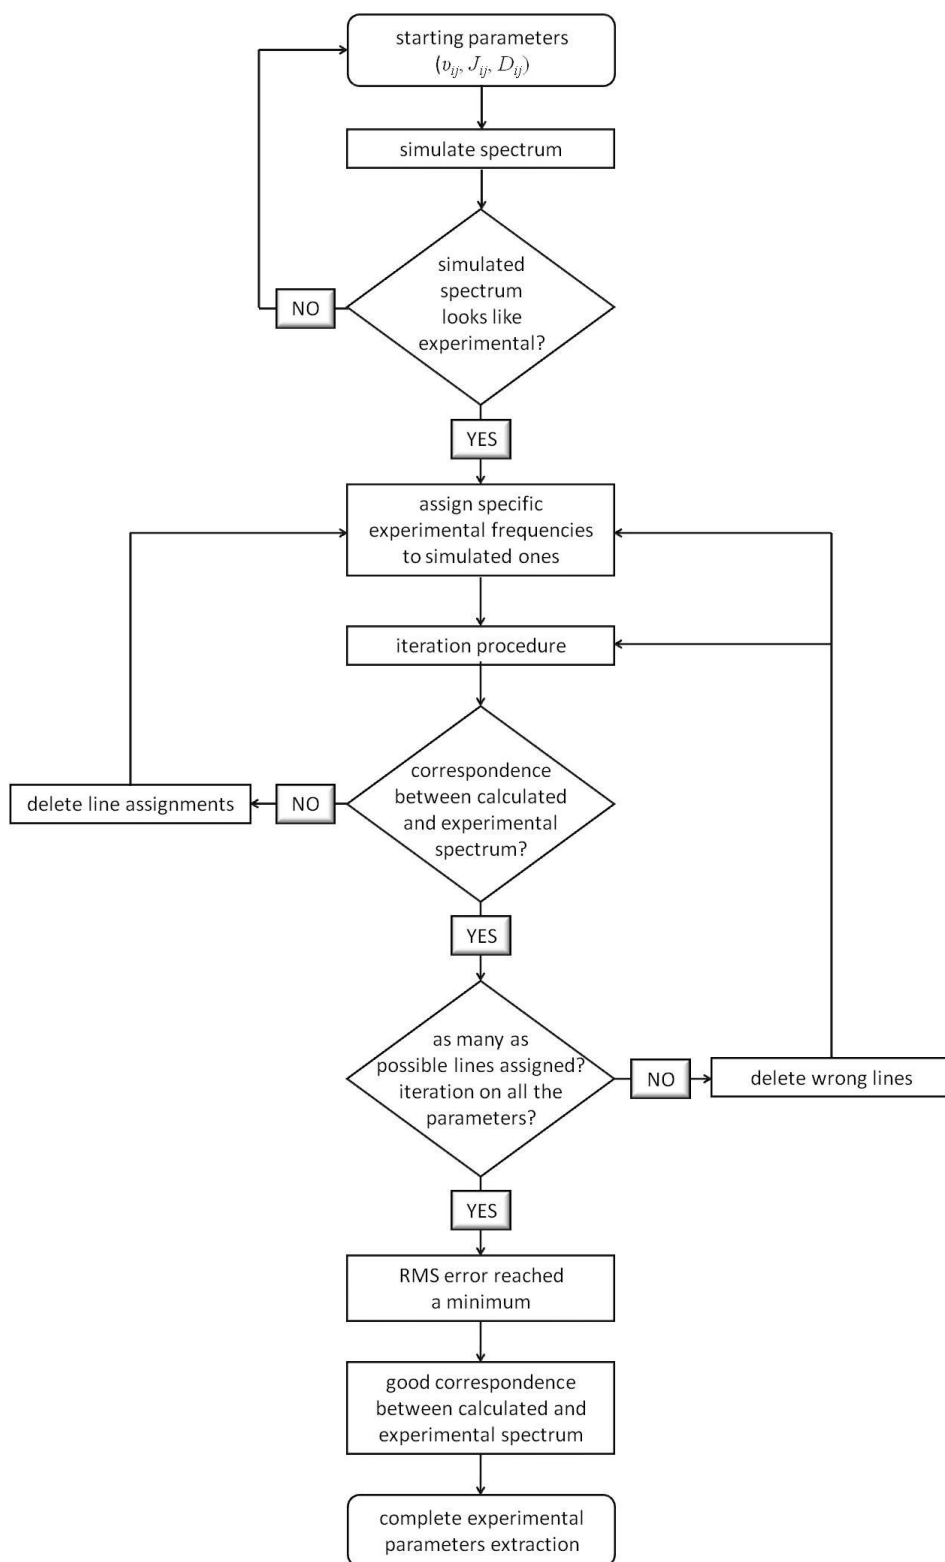 starting parameters
(υij, Jij, Dij)
simulate spectrum
simulated
spectrum
looks like
experimental?
NO
YES
assign specific
experimental frequencies
to simulated ones
iteration procedure
correspondence
between calculated
and experimental
spectrum?
NO
delete line assignments
YES
as many as
possible lines assigned?
iteration on all the
parameters?
NO
delete wrong lines
YES
RMS error reached
a minimum
good correspondence
between calculated and
experimental spectrum
complete experimental
parameters extraction